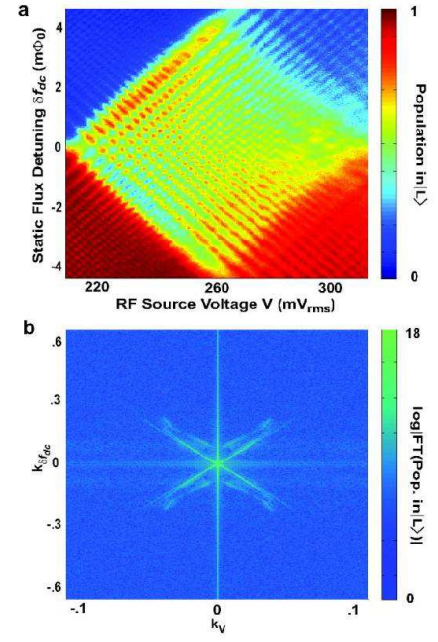 a
Static Flux Detuning δf_dc (mΦ0)
4
2
0
-2
-4
220
260
300
RF Source Voltage V (mV_rms)
1
Population in|L⟩
0
b
k_δf_dc
.6
.3
0
-.3
-.6
-.1
0
.1
k_V
18
log|FT(Pop. in|L⟩)|
0